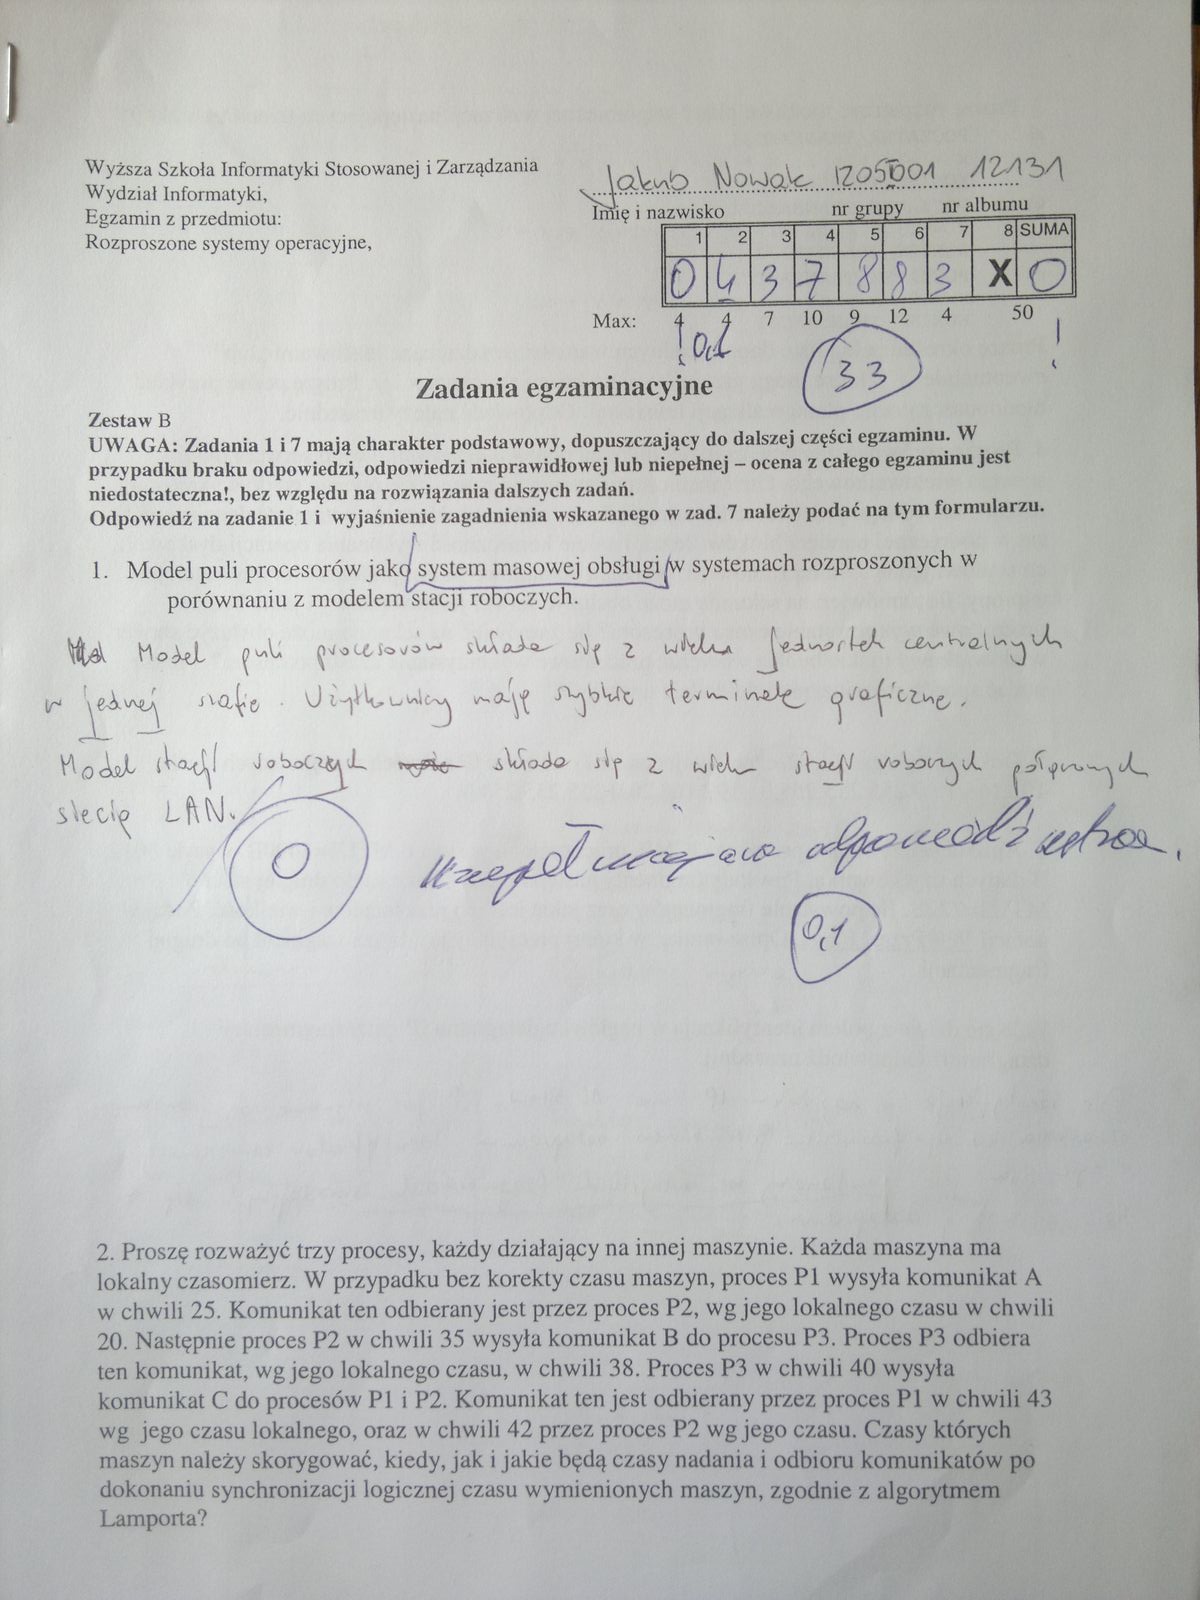 Wyższa Szkoła Informatyki Stosowanej i Zarządzania
Wydział Informatyki,
Egzamin z przedmiotu:
Rozproszone systemy operacyjne,
Jakub Nowak IZ05 001 12131
Imię i nazwisko nr grupy nr albumu
1 2 3 4 5 6 7 8 SUMA
0 4 3 7 8 8 3 X 0
Max: 4 4 7 10 9 12 4 50
! 0,1 !
33
Zadania egzaminacyjne
Zestaw B
UWAGA: Zadania 1 i 7 mają charakter podstawowy, dopuszczający do dalszej części egzaminu. W
przypadku braku odpowiedzi, odpowiedzi nieprawidłowej lub niepełnej – ocena z całego egzaminu jest
niedostateczna!, bez względu na rozwiązania dalszych zadań.
Odpowiedź na zadanie 1 i wyjaśnienie zagadnienia wskazanego w zad. 7 należy podać na tym formularzu.
1. Model puli procesorów jako system masowej obsługi w systemach rozproszonych w
porównaniu z modelem stacji roboczych.
Model puli procesorów składa się z wielu jednostek centralnych
w jednej szafie. Użytkownicy mają szybkie terminale graficzne.
Model stacji roboczych składa się z wielu stacji roboczych połączonych
siecią LAN.
0
odpowiedź
0,1
2. Proszę rozważyć trzy procesy, każdy działający na innej maszynie. Każda maszyna ma
lokalny czasomierz. W przypadku bez korekty czasu maszyn, proces P1 wysyła komunikat A
w chwili 25. Komunikat ten odbierany jest przez proces P2, wg jego lokalnego czasu w chwili
20. Następnie proces P2 w chwili 35 wysyła komunikat B do procesu P3. Proces P3 odbiera
ten komunikat, wg jego lokalnego czasu, w chwili 38. Proces P3 w chwili 40 wysyła
komunikat C do procesów P1 i P2. Komunikat ten jest odbierany przez proces P1 w chwili 43
wg jego czasu lokalnego, oraz w chwili 42 przez proces P2 wg jego czasu. Czasy których
maszyn należy skorygować, kiedy, jak i jakie będą czasy nadania i odbioru komunikatów po
dokonaniu synchronizacji logicznej czasu wymienionych maszyn, zgodnie z algorytmem
Lamporta?